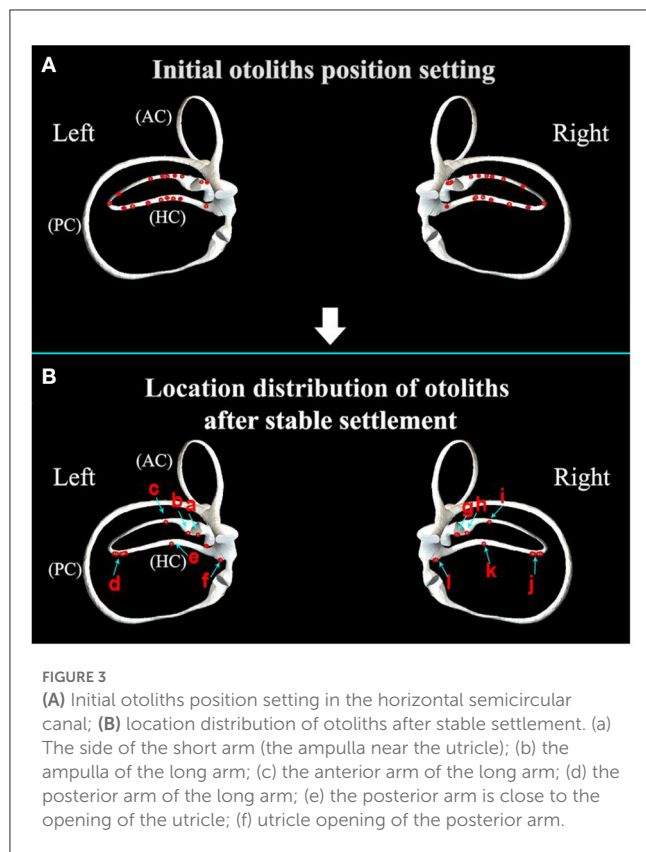 A
Initial otoliths position setting
Left
(AC)
Right
(HC)
(PC)
B
Location distribution of otoliths
after stable settlement
Left
(AC)
Right
c b a
g h i
(PC)
d
(HC)
e
f
l
k
j
FIGURE 3
(A) Initial otoliths position setting in the horizontal semicircular
canal; (B) location distribution of otoliths after stable settlement. (a)
The side of the short arm (the ampulla near the utricle); (b) the
ampulla of the long arm; (c) the anterior arm of the long arm; (d) the
posterior arm of the long arm; (e) the posterior arm is close to the
opening of the utricle; (f) utricle opening of the posterior arm.